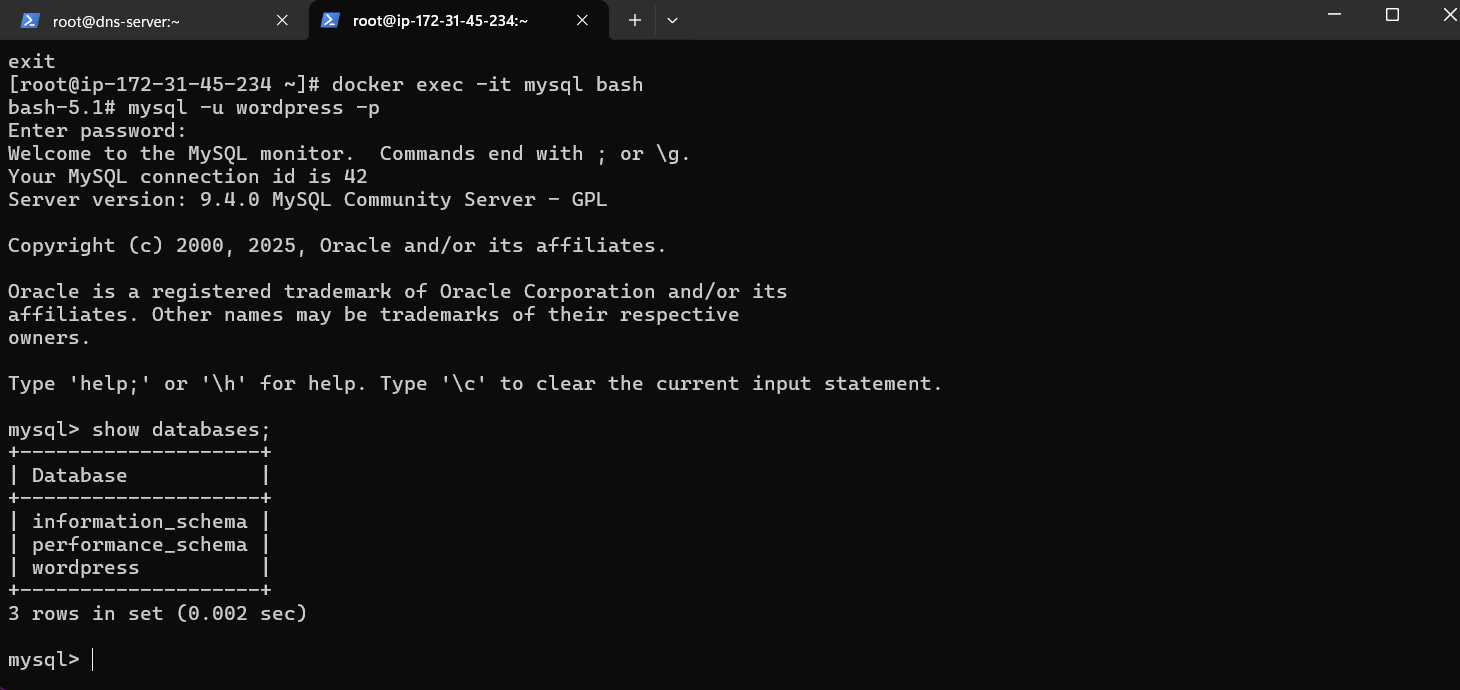 root@dns-server:~
root@ip-172-31-45-234:~
exit
[root@ip-172-31-45-234 ~]# docker exec -it mysql bash
bash-5.1# mysql -u wordpress -p
Enter password:
Welcome to the MySQL monitor.  Commands end with ; or \g.
Your MySQL connection id is 42
Server version: 9.4.0 MySQL Community Server - GPL
Copyright (c) 2000, 2025, Oracle and/or its affiliates.
Oracle is a registered trademark of Oracle Corporation and/or its
affiliates. Other names may be trademarks of their respective
owners.
Type 'help;' or '\h' for help. Type '\c' to clear the current input statement.
mysql> show databases;
+--------------------+
| Database           |
+--------------------+
| information_schema |
| performance_schema |
| wordpress          |
+--------------------+
3 rows in set (0.002 sec)
mysql>